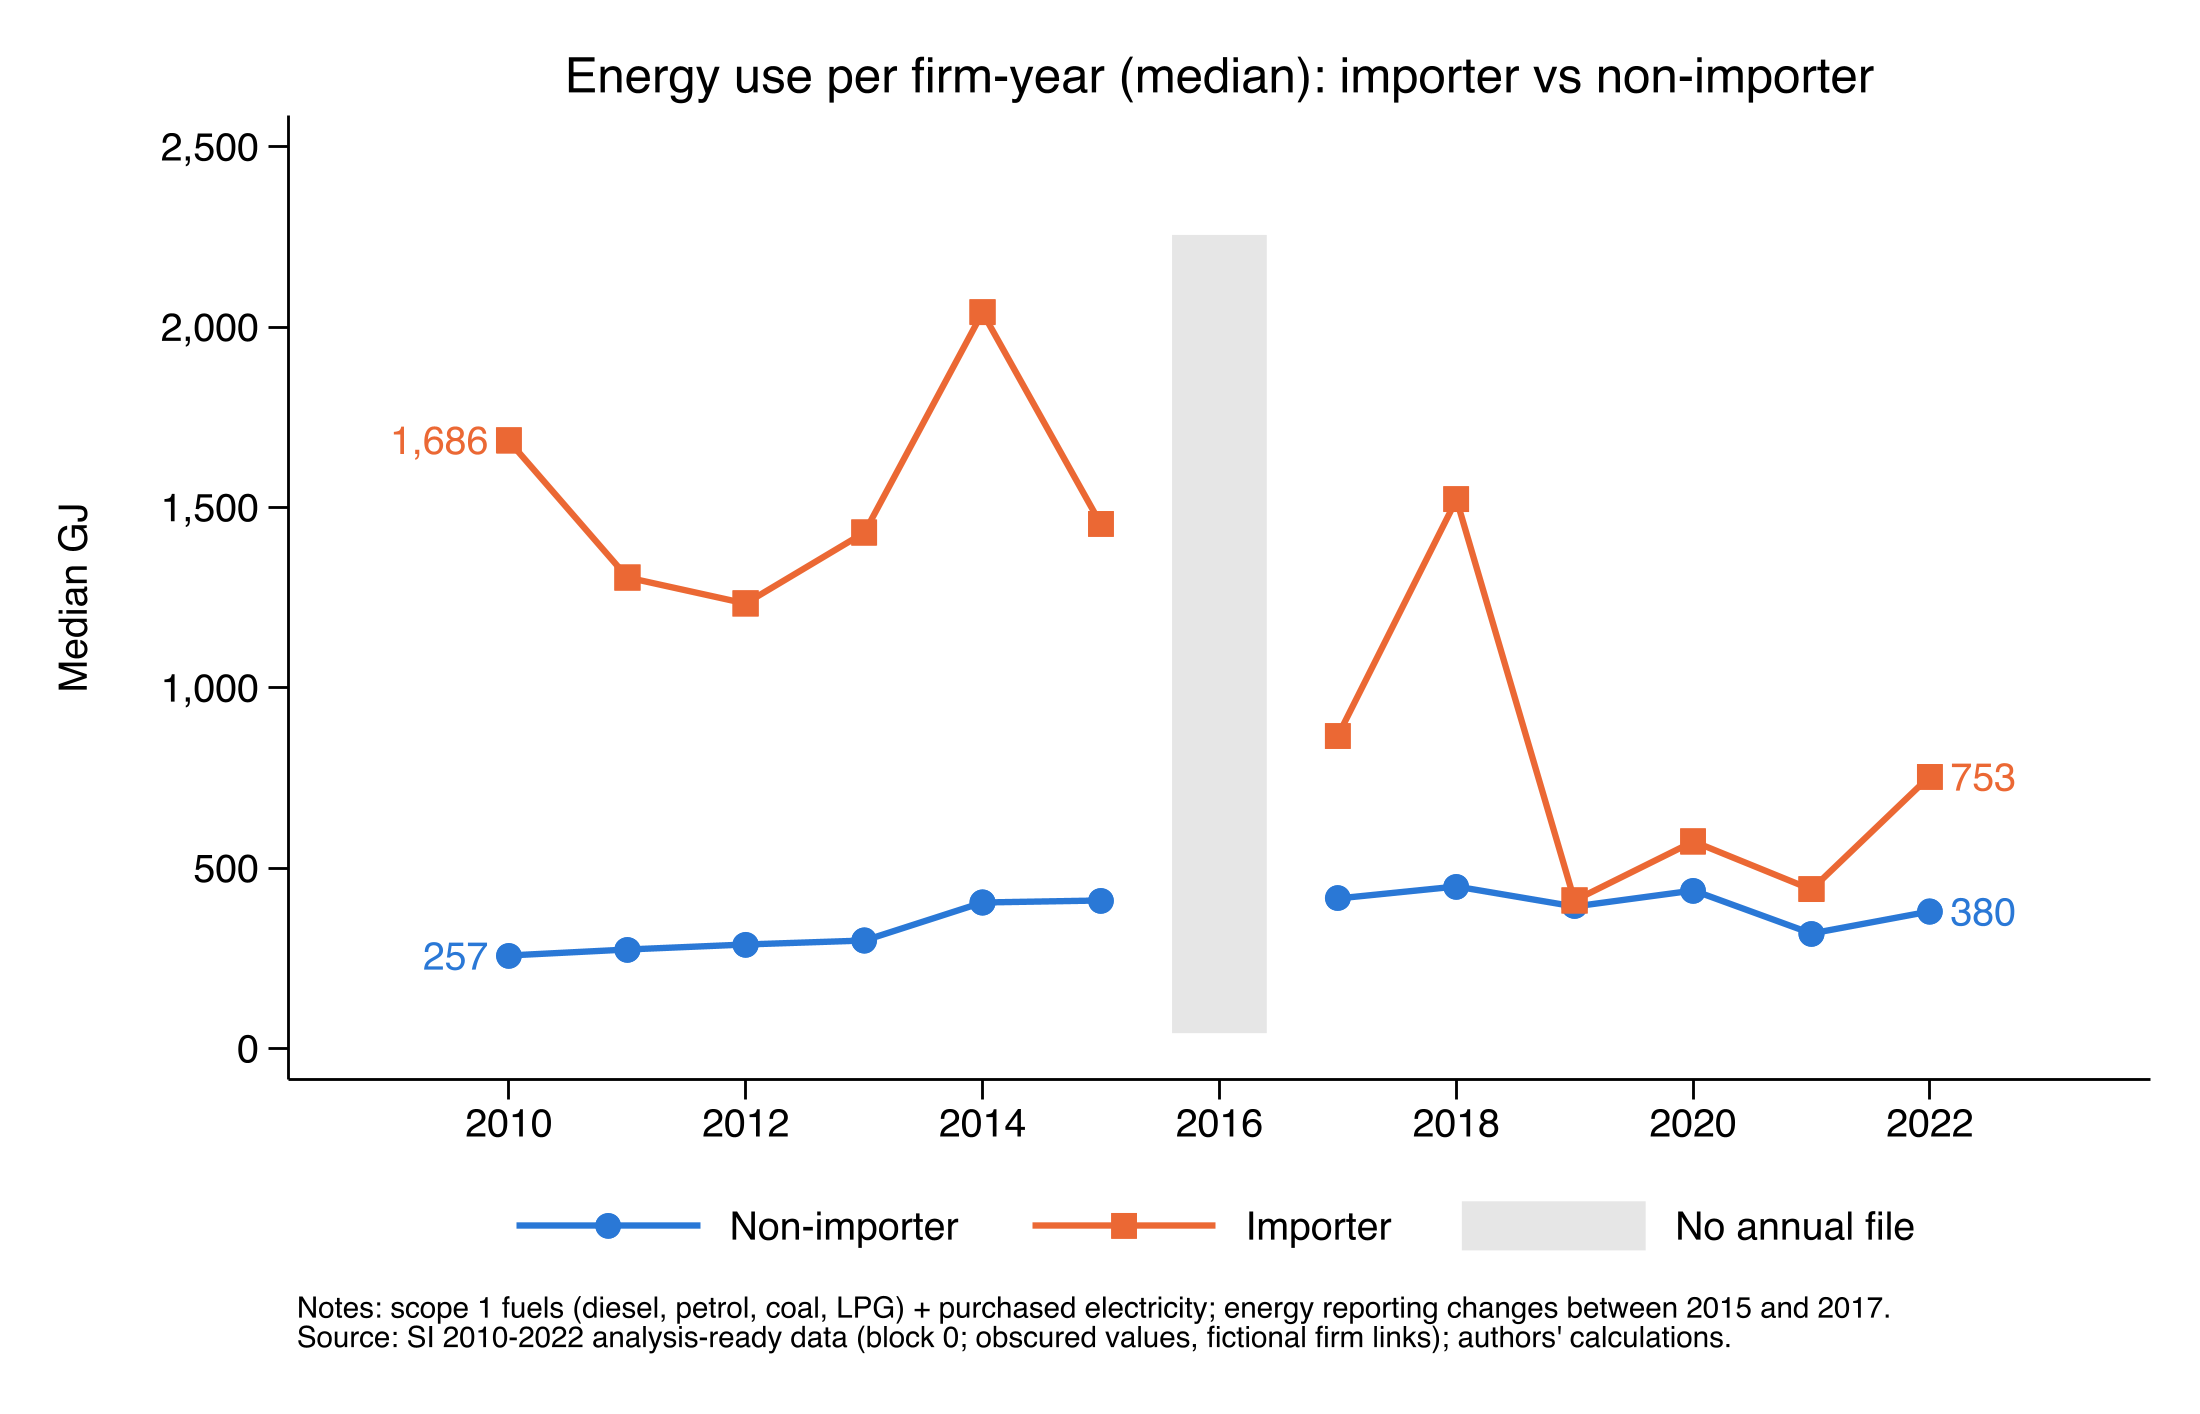 Energy use per firm-year (median): importer vs non-importer
Median GJ
2,500
2,000
1,500
1,000
500
0
1,686
257
753
380
2010 2012 2014 2016 2018 2020 2022
Non-importer Importer No annual file
Notes: scope 1 fuels (diesel, petrol, coal, LPG) + purchased electricity; energy reporting changes between 2015 and 2017.
Source: SI 2010-2022 analysis-ready data (block 0; obscured values, fictional firm links); authors' calculations.